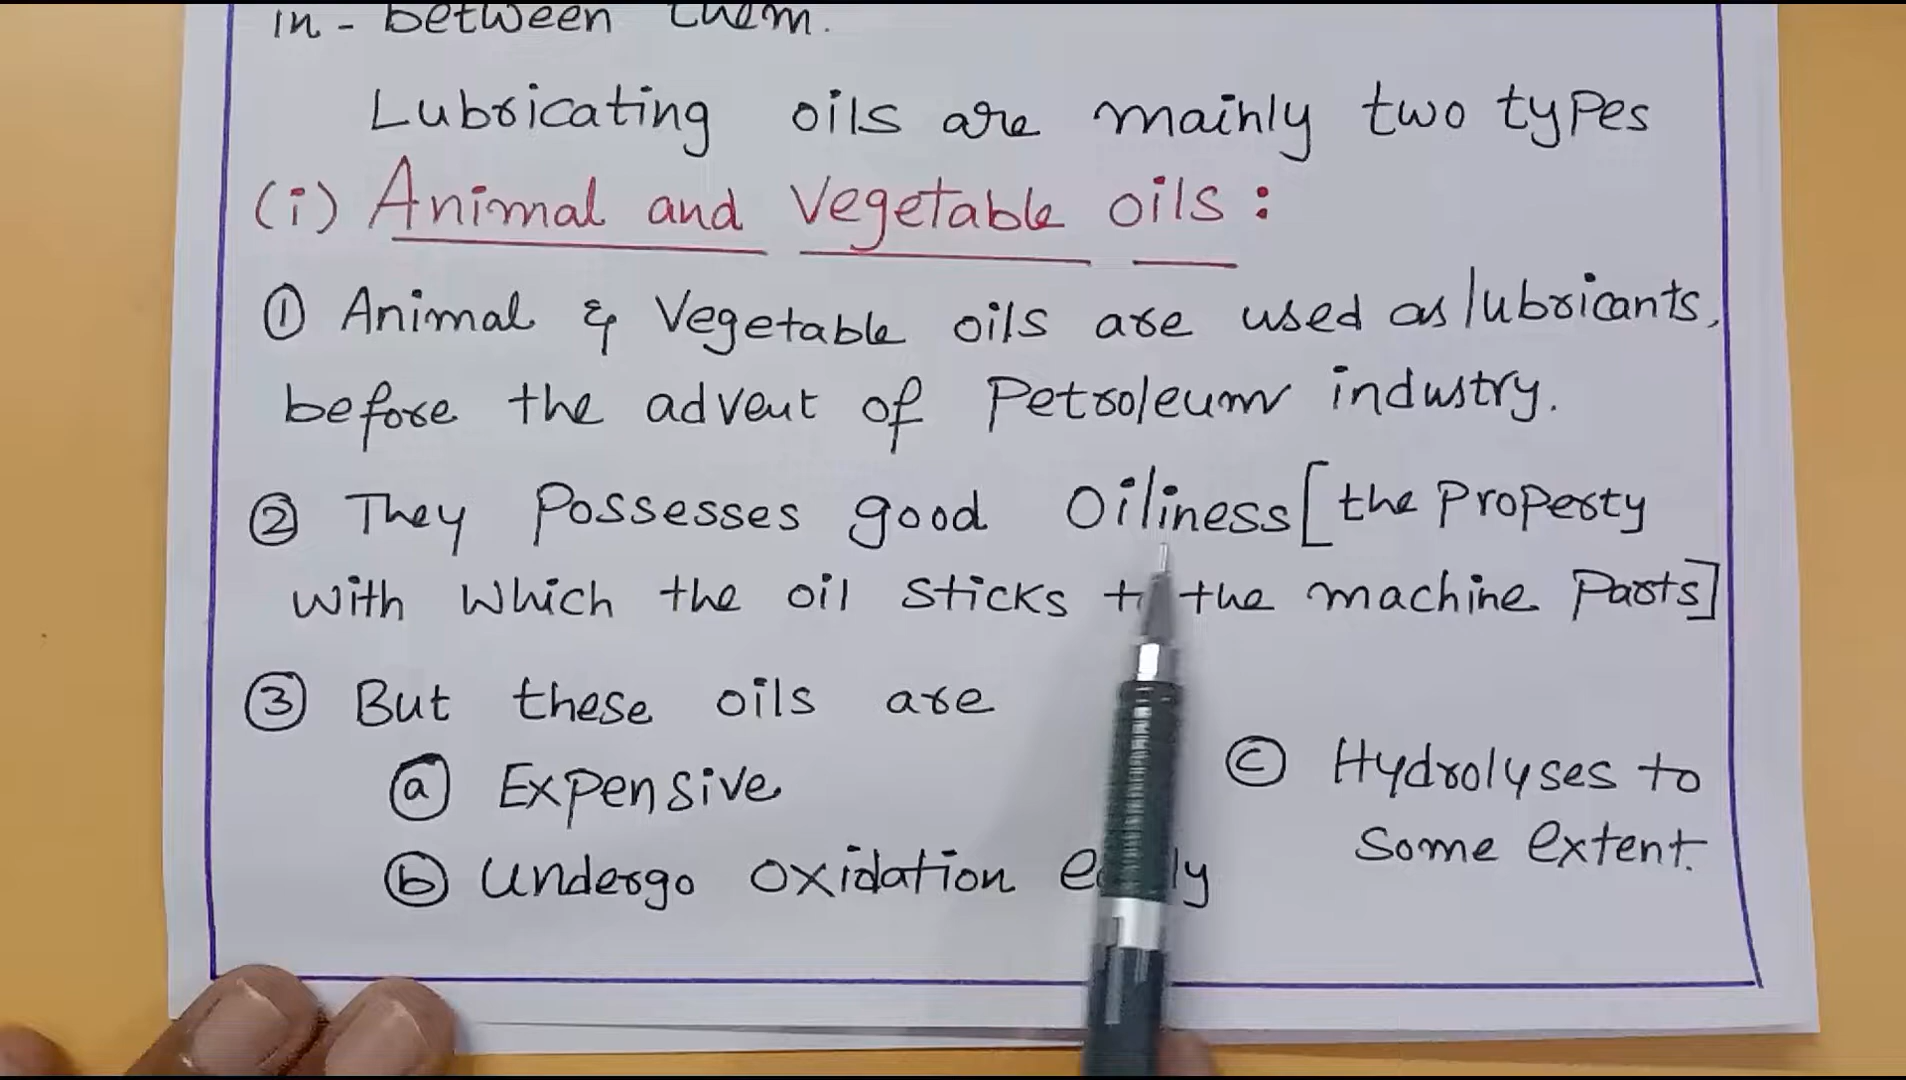 in - between them.
Lubricating oils are mainly two types
(i) Animal and Vegetable oils :
① Animal & Vegetable oils are used as lubricants,
before the advent of Petroleum industry.
② They Possesses good Oiliness [the Property
with which the oil sticks to the machine Parts]
③ But these oils are
ⓐ Expensive
ⓑ Undergo oxidation easily
ⓒ Hydrolyses to
some extent.